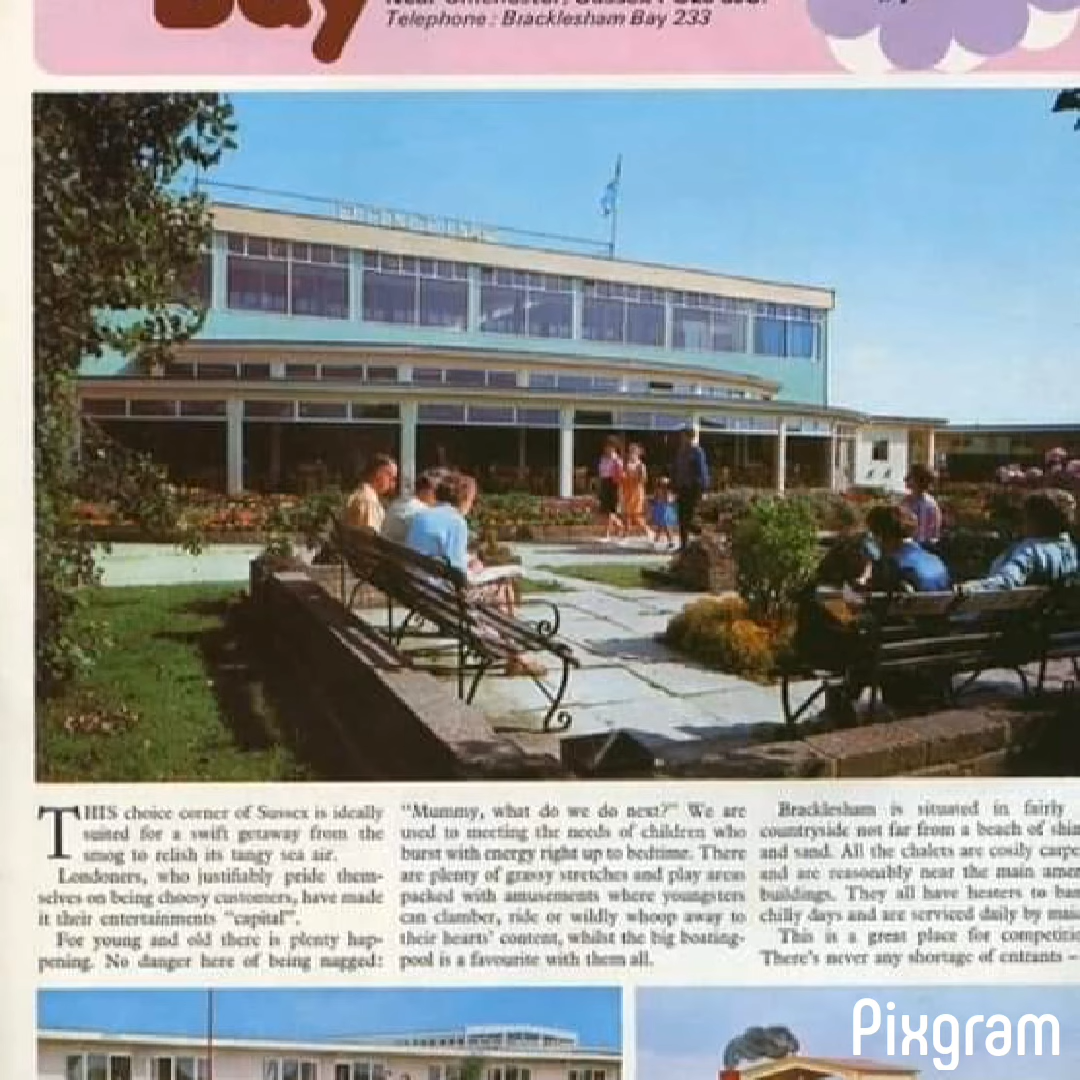 Bay
Telephone: Bracklesham Bay 233
THIS choice corner of Sussex is ideally
suited for a swift getaway from the
smog to relish its tangy sea air.
Londoners, who justifiably pride them-
selves on being choosy customers, have made
it their entertainments "capital".
For young and old there is plenty hap-
pening. No danger here of being nagged:
"Mummy, what do we do next?" We are
used to meeting the needs of children who
burst with energy right up to bedtime. There
are plenty of grassy stretches and play areas
packed with amusements where youngsters
can clamber, ride or wildly whoop away to
their hearts' content, whilst the big boating-
pool is a favourite with them all.
Bracklesham is situated in fairly
countryside not far from a beach of shin
and sand. All the chalets are cosily carpe
and are reasonably near the main amen
buildings. They all have heaters to ban
chilly days and are serviced daily by
This is a great place for competiti
There's never any shortage of entrants –
Pixgram